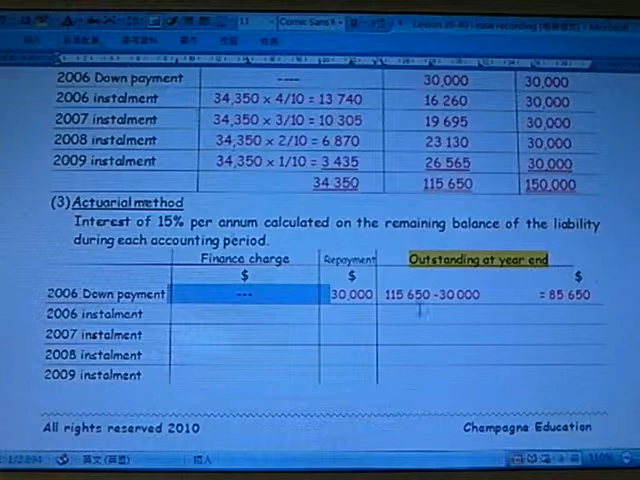 11 Comic Sans M
2006 Down payment ---- 30,000 30,000
2006 instalment 34,350 x 4/10 = 13 740 16 260 30,000
2007 instalment 34,350 x 3/10 = 10 305 19 695 30,000
2008 instalment 34,350 x 2/10 = 6 870 23 130 30,000
2009 instalment 34,350 x 1/10 = 3 435 26 565 30,000
34 350 115 650 150,000
(3) Actuarial method
Interest of 15% per annum calculated on the remaining balance of the liability
during each accounting period.
Finance charge Repayment Outstanding at year end
$ $ $
2006 Down payment --- 30,000 115 650 -30 000 = 85 650
2006 instalment
2007 instalment
2008 instalment
2009 instalment
All rights reserved 2010 Champagne Education
110%